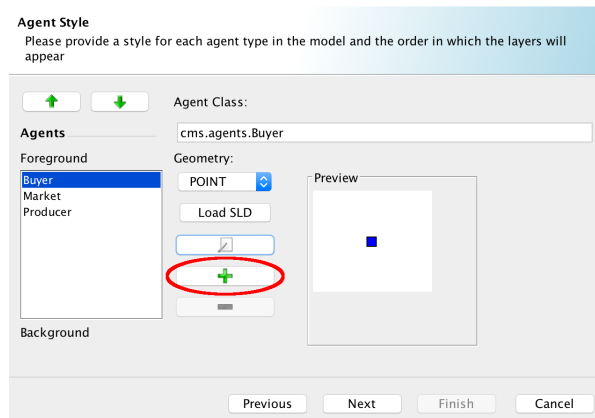 Agent Style
Please provide a style for each agent type in the model and the order in which the layers will
appear
Agent Class:
Agents
cms.agents.Buyer
Foreground
Geometry:
Buyer
Market
Producer
POINT
Preview
Load SLD
Background
Previous
Next
Finish
Cancel